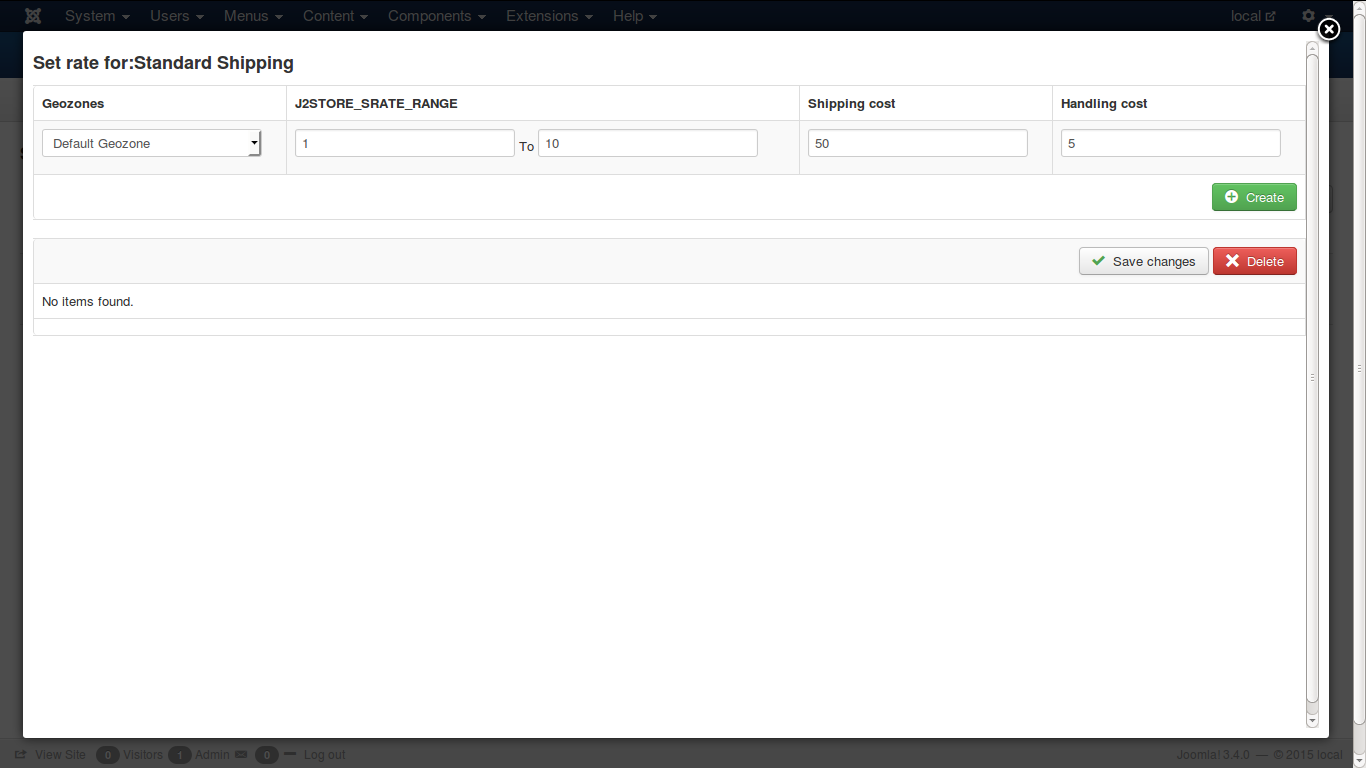 System Users Menus Content Components Extensions Help local
Set rate for:Standard Shipping
Geozones J2STORE_SRATE_RANGE Shipping cost Handling cost
Default Geozone 1 To 10 50 5
Create
Save changes Delete
No items found.
View Site 0 Visitors 1 Admin 0 Log out Joomla! 3.4.0 — © 2015 local